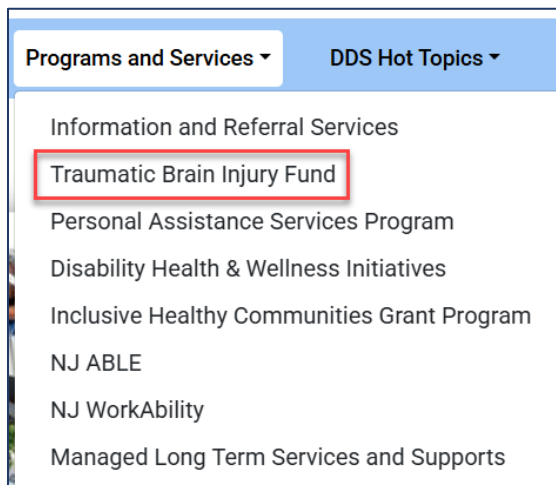 Programs and Services DDS Hot Topics
Information and Referral Services
Traumatic Brain Injury Fund
Personal Assistance Services Program
Disability Health & Wellness Initiatives
Inclusive Healthy Communities Grant Program
NJ ABLE
NJ WorkAbility
Managed Long Term Services and Supports